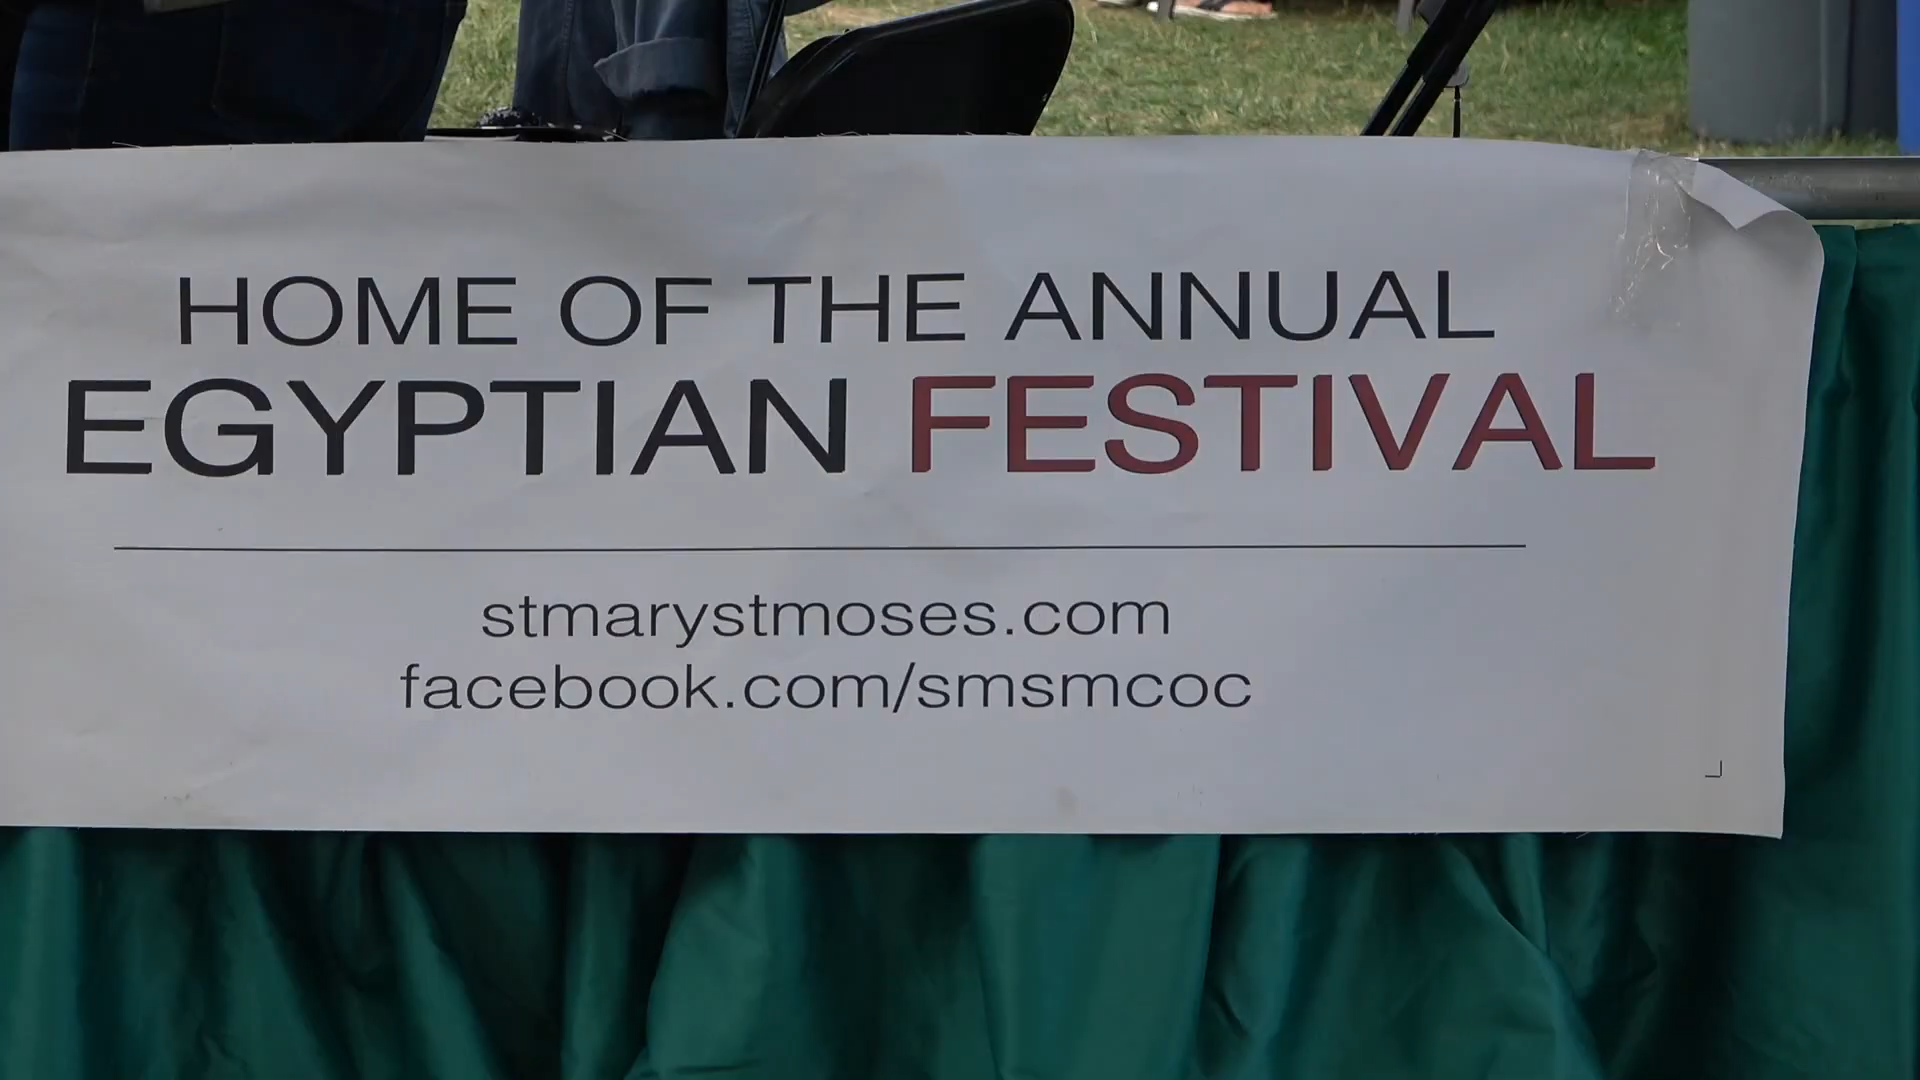 HOME OF THE ANNUAL
EGYPTIAN FESTIVAL
stmarystmoses.com
facebook.com/smsmcoc